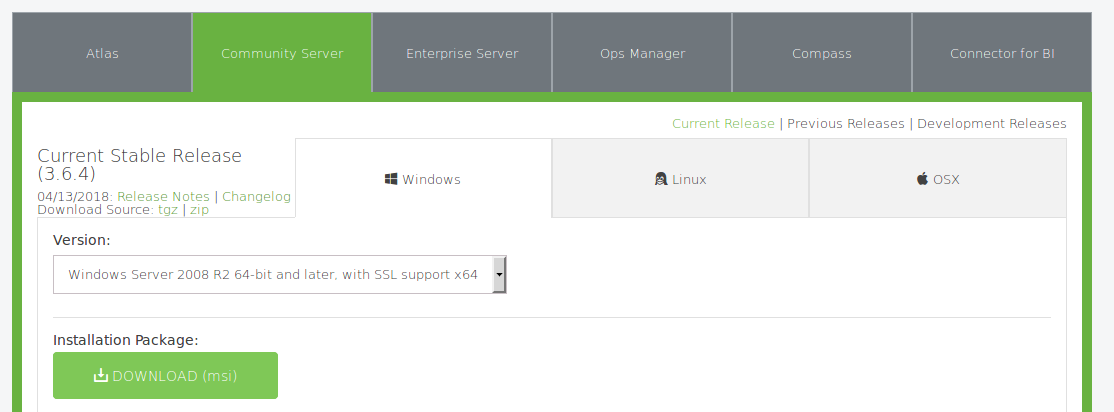 Atlas
Community Server
Enterprise Server
Ops Manager
Compass
Connector for BI
Current Release | Previous Releases | Development Releases
Current Stable Release
(3.6.4)
04/13/2018: Release Notes | Changelog
Download Source: tgz | zip
Windows
Linux
OSX
Version:
Windows Server 2008 R2 64-bit and later, with SSL support x64
Installation Package:
DOWNLOAD (msi)